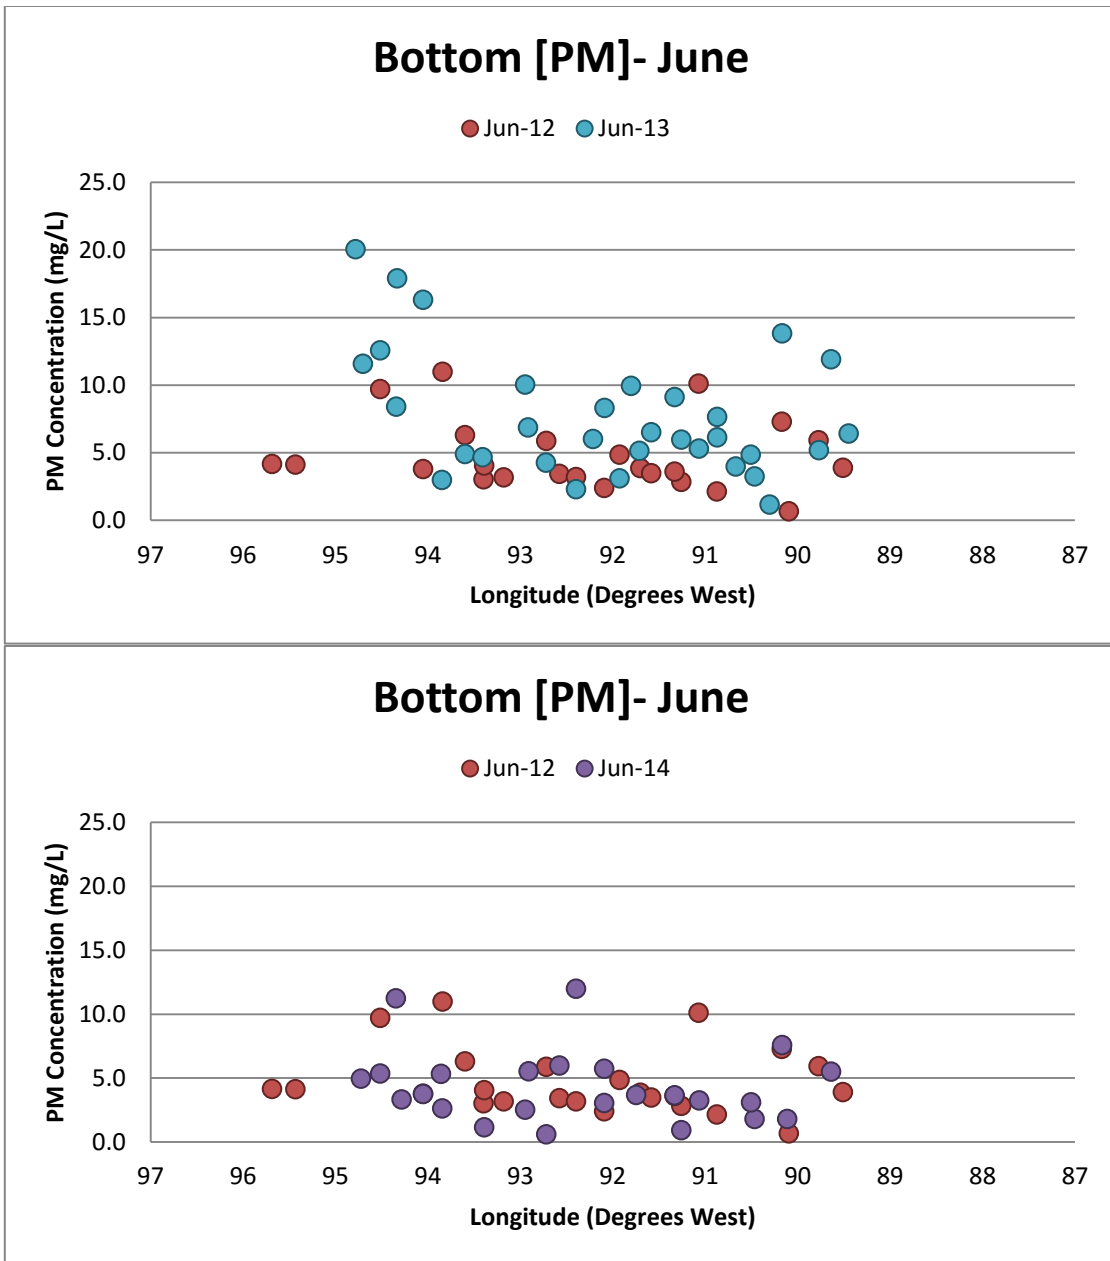 Bottom [PM]- June
Jun-12 Jun-13
25.0
20.0
15.0
10.0
5.0
0.0
PM Concentration (mg/L)
97 96 95 94 93 92 91 90 89 88 87
Longitude (Degrees West)
Bottom [PM]- June
Jun-12 Jun-14
25.0
20.0
15.0
10.0
5.0
0.0
PM Concentration (mg/L)
97 96 95 94 93 92 91 90 89 88 87
Longitude (Degrees West)